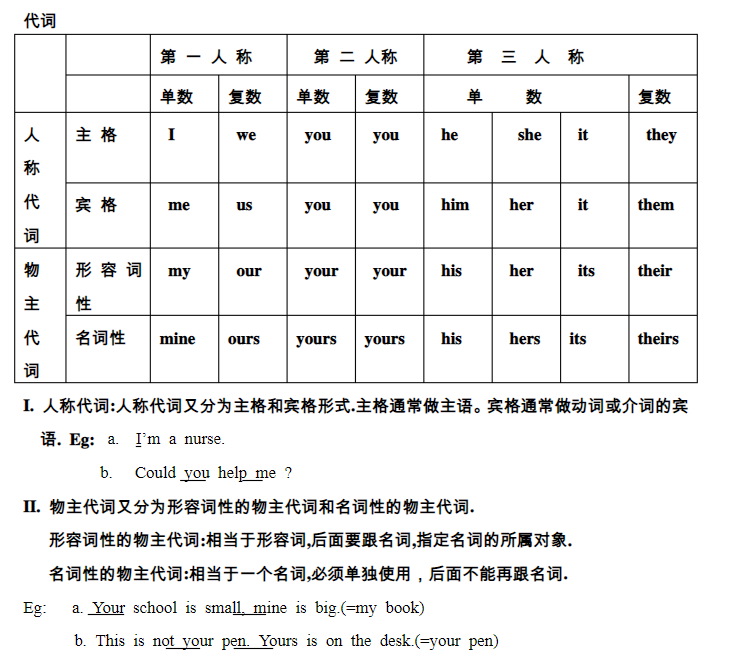 代词
第 一 人 称 第 二 人称 第 三 人 称
单数 复数 单数 复数 单 数 复数
人称代词 主 格 I we you you he she it they
宾 格 me us you you him her it them
物主代词 形 容 词性 my our your your his her its their
名词性 mine ours yours yours his hers its theirs
I. 人称代词:人称代词又分为主格和宾格形式.主格通常做主语。宾格通常做动词或介词的宾
语. Eg: a. I’m a nurse.
b. Could you help me ?
II. 物主代词又分为形容词性的物主代词和名词性的物主代词.
形容词性的物主代词:相当于形容词,后面要跟名词,指定名词的所属对象.
名词性的物主代词:相当于一个名词,必须单独使用，后面不能再跟名词.
Eg: a. Your school is small, mine is big.(=my book)
b. This is not your pen. Yours is on the desk.(=your pen)